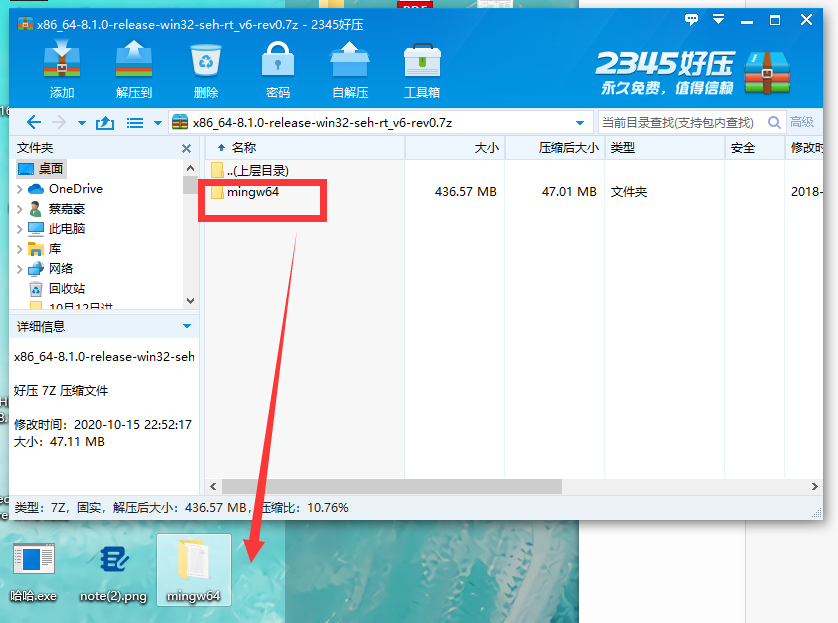 x86_64-8.1.0-release-win32-seh-rt_v6-rev0.7z - 2345好压
添加
解压到
删除
密码
自解压
工具箱
2345好压
永久免费，值得信赖
x86_64-8.1.0-release-win32-seh-rt_v6-rev0.7z
当前目录查找(支持包内查找)
高级
文件夹
名称
大小
压缩后大小
类型
安全
修改时
桌面
..(上层目录)
OneDrive
mingw64
436.57 MB
47.01 MB
文件夹
2018-
蔡嘉豪
此电脑
库
网络
回收站
10月12日进
详细信息
x86_64-8.1.0-release-win32-seh
好压 7Z 压缩文件
修改时间：2020-10-15 22:52:17
大小：47.11 MB
类型：7Z，固实，解压后大小：436.57 MB，压缩比：10.76%
哈哈.exe
note(2).png
mingw64